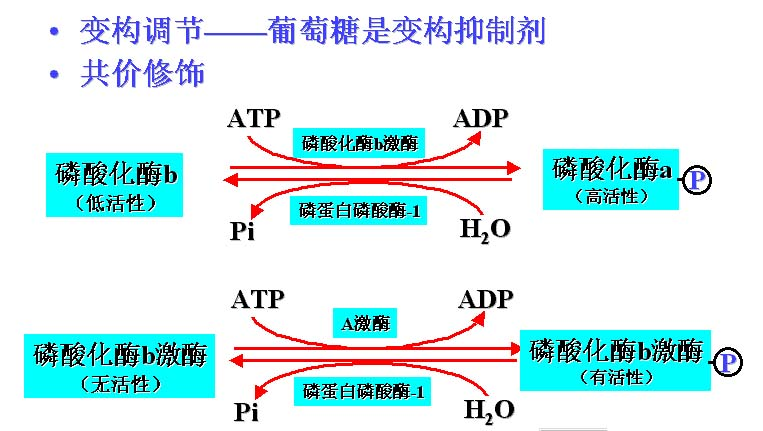 • 变构调节——葡萄糖是变构抑制剂
• 共价修饰
ATP
ADP
磷酸化酶b激酶
磷酸化酶b
（低活性）
磷酸化酶a
（高活性）
P
磷蛋白磷酸酶-1
Pi
H₂O
ATP
ADP
A激酶
磷酸化酶b激酶
（无活性）
磷酸化酶b激酶
（有活性）
P
磷蛋白磷酸酶-1
Pi
H₂O